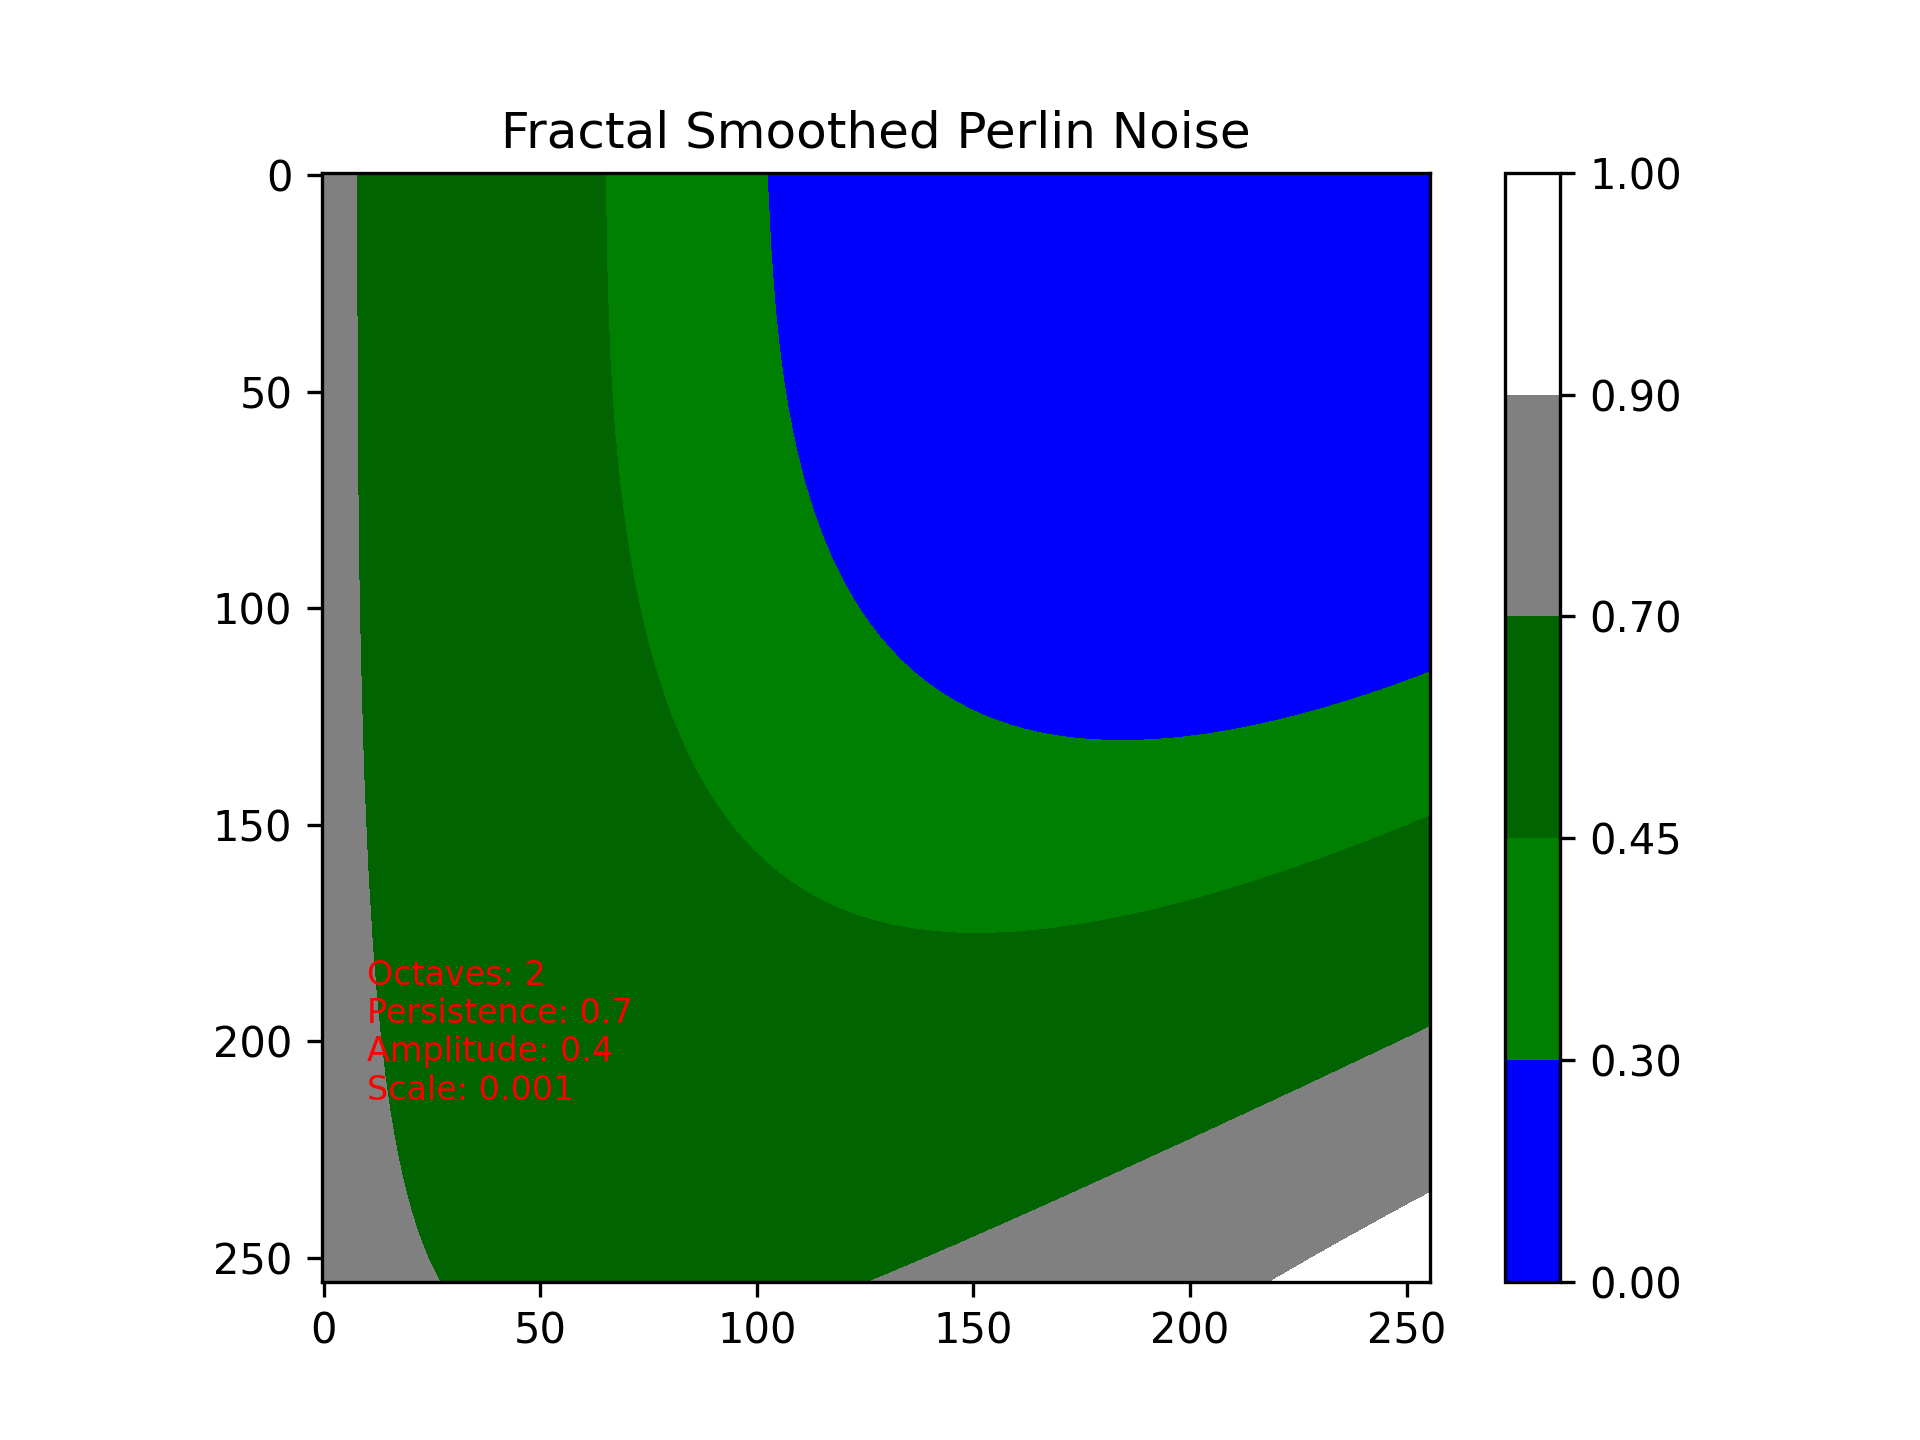 Fractal Smoothed Perlin Noise
0
50
100
150
200
250
0 50 100 150 200 250
Octaves: 2
Persistence: 0.7
Amplitude: 0.4
Scale: 0.001
1.00
0.90
0.70
0.45
0.30
0.00